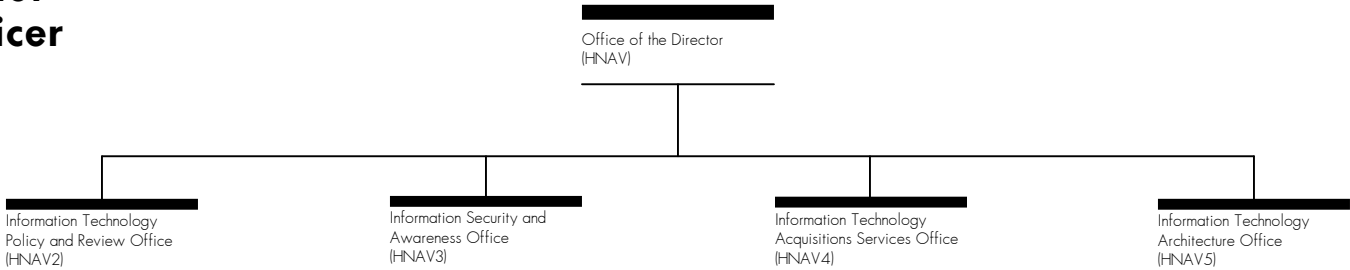 icer
Office of the Director
(HNAV)
Information Technology
Policy and Review Office
(HNAV2)
Information Security and
Awareness Office
(HNAV3)
Information Technology
Acquisitions Services Office
(HNAV4)
Information Technology
Architecture Office
(HNAV5)